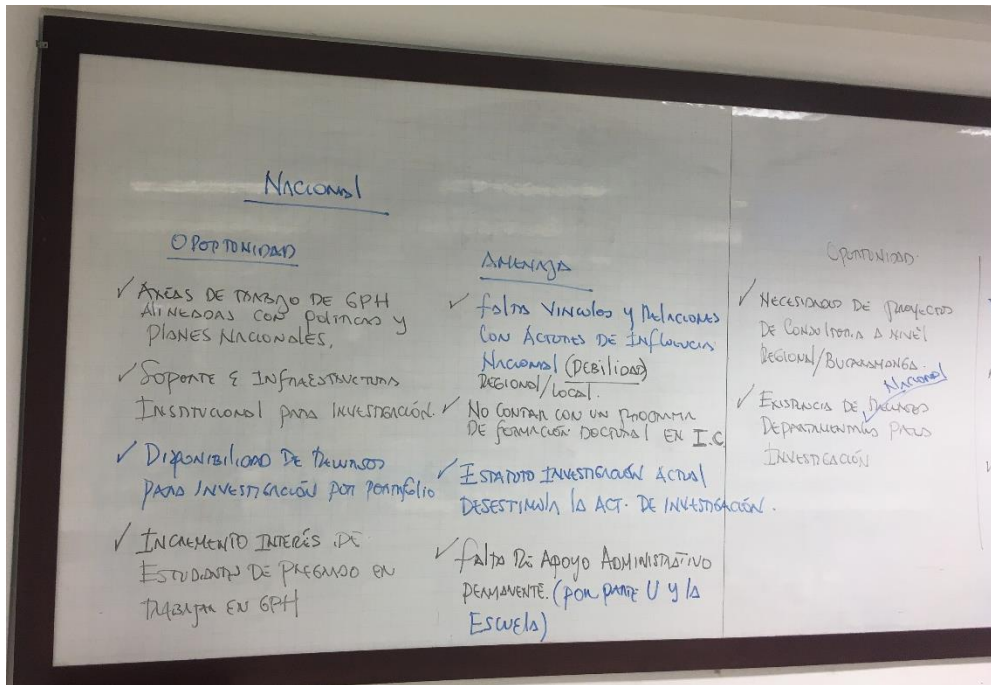 NACIONAL
OPORTUNIDAD
✓ ÁREAS DE TRABAJO DE GPH
ALINEADAS CON POLITICAS y
PLANES NACIONALES.
✓ SOPORTE E INFRAESTRUCTURA
INSTITUCIONAL PARA INVESTIGACIÓN.
✓ DISPONIBILIDAD DE RECURSOS
PARA INVESTIGACIÓN POR PORTAFOLIO
✓ INCREMENTO INTERÉS DE
ESTUDIANTES DE PREGRADO EN
TRABAJAR EN GPH
AMENAZA
✓ FALTA VINCULOS y RELACIONES
CON ACTORES DE INFLUENCIA
NACIONAL (DEBILIDAD)
REGIONAL/LOCAL.
✓ NO CONTAR CON UN PROGRAMA
DE FORMACIÓN DOCTORAL EN I.C
✓ ESTATUTO INVESTIGACIÓN ACTUAL
DESESTIMULA LA ACT. DE INVESTIGACIÓN.
✓ FALTA DE APOYO ADMINISTRATIVO
PERMANENTE. (POR PARTE U y LA
ESCUELA)
OPORTUNIDAD
✓ NECESIDADES DE PROYECTOS
DE CONSULTORIA A NIVEL
REGIONAL/BUCARAMANGA.
NACIONAL
✓ EXISTENCIA DE RECURSOS
DEPARTAMENTALES PARA
INVESTIGACIÓN